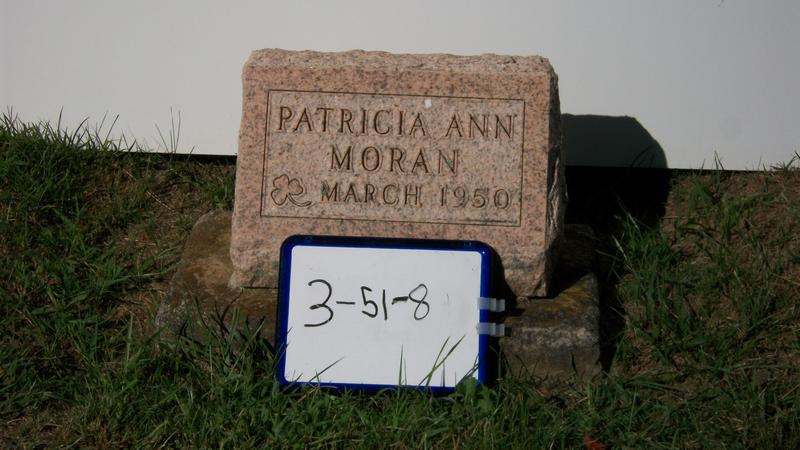 PATRICIA ANN
MORAN
MARCH 1950
3-51-8